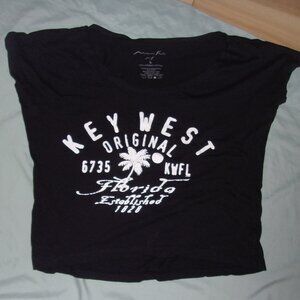 KEY WEST
ORIGINAL
6735 KWFL
Florida
Established
1828